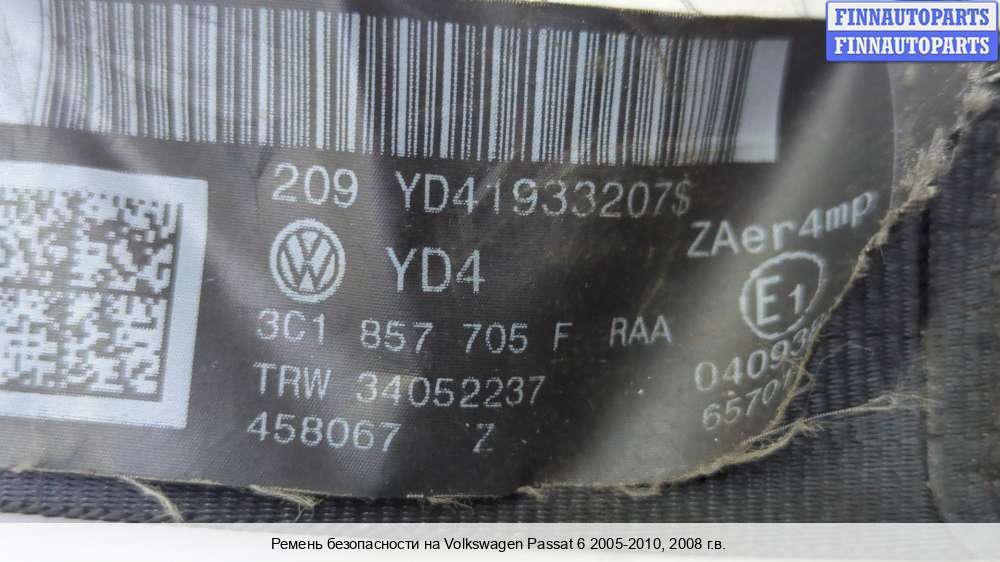 FINNAUTOPARTS
FINNAUTOPARTS
209 YD41933207$
ZAer4mp
YD4
E1
3C1 857 705 F RAA
TRW 34052237
458067 Z
Ремень безопасности на Volkswagen Passat 6 2005-2010, 2008 г.в.